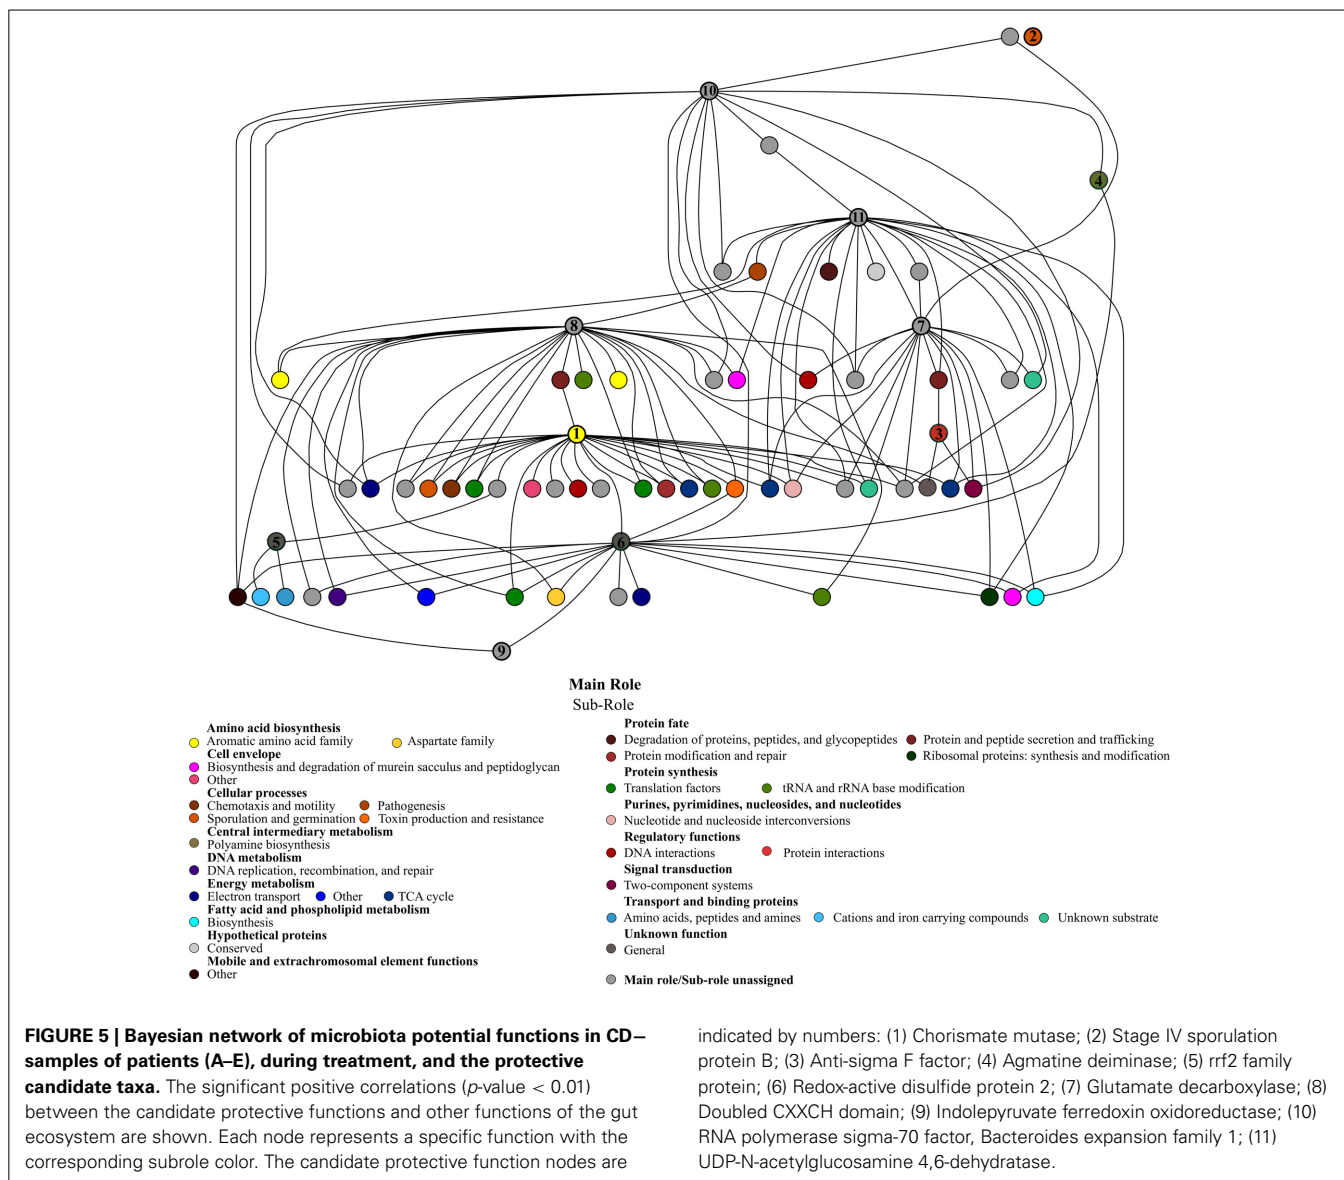 2
10
4
11
8
7
1
3
5
6
9
Main Role
Sub-Role
Amino acid biosynthesis
Aromatic amino acid family
Aspartate family
Cell envelope
Biosynthesis and degradation of murein sacculus and peptidoglycan
Other
Cellular processes
Chemotaxis and motility
Pathogenesis
Sporulation and germination
Toxin production and resistance
Central intermediary metabolism
Polyamine biosynthesis
DNA metabolism
DNA replication, recombination, and repair
Energy metabolism
Electron transport
Other
TCA cycle
Fatty acid and phospholipid metabolism
Biosynthesis
Hypothetical proteins
Conserved
Mobile and extrachromosomal element functions
Other
Protein fate
Degradation of proteins, peptides, and glycopeptides
Protein and peptide secretion and trafficking
Protein modification and repair
Ribosomal proteins: synthesis and modification
Protein synthesis
Translation factors
tRNA and rRNA base modification
Purines, pyrimidines, nucleosides, and nucleotides
Nucleotide and nucleoside interconversions
Regulatory functions
DNA interactions
Protein interactions
Signal transduction
Two-component systems
Transport and binding proteins
Amino acids, peptides and amines
Cations and iron carrying compounds
Unknown substrate
Unknown function
General
Main role/Sub-role unassigned
FIGURE 5 | Bayesian network of microbiota potential functions in CD–
samples of patients (A–E), during treatment, and the protective
candidate taxa. The significant positive correlations (p-value < 0.01)
between the candidate protective functions and other functions of the gut
ecosystem are shown. Each node represents a specific function with the
corresponding subrole color. The candidate protective function nodes are
indicated by numbers: (1) Chorismate mutase; (2) Stage IV sporulation
protein B; (3) Anti-sigma F factor; (4) Agmatine deiminase; (5) rrf2 family
protein; (6) Redox-active disulfide protein 2; (7) Glutamate decarboxylase; (8)
Doubled CXXCH domain; (9) Indolepyruvate ferredoxin oxidoreductase; (10)
RNA polymerase sigma-70 factor, Bacteroides expansion family 1; (11)
UDP-N-acetylglucosamine 4,6-dehydratase.